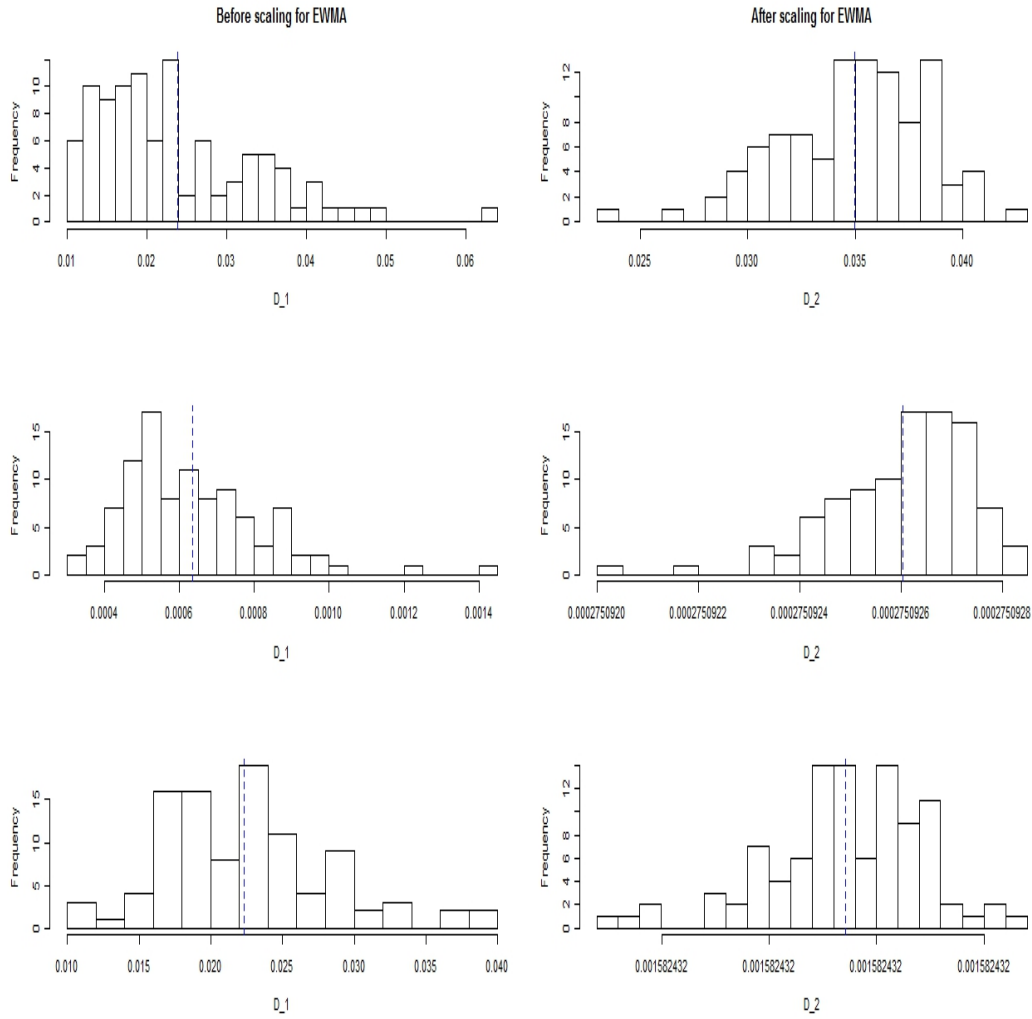 Before scaling for EWMA
After scaling for EWMA
Frequency
0 2 4 6 8 10
0.01 0.02 0.03 0.04 0.05 0.06
D_1
Frequency
0 2 4 6 8 12
0.025 0.030 0.035 0.040
D_2
Frequency
0 5 10 15
0.0004 0.0006 0.0008 0.0010 0.0012 0.0014
D_1
Frequency
0 5 10 15
0.0002750920 0.0002750922 0.0002750924 0.0002750926 0.0002750928
D_2
Frequency
0 5 10 15
0.010 0.015 0.020 0.025 0.030 0.035 0.040
D_1
Frequency
0 2 4 6 8 12
0.001582432 0.001582432 0.001582432 0.001582432
D_2